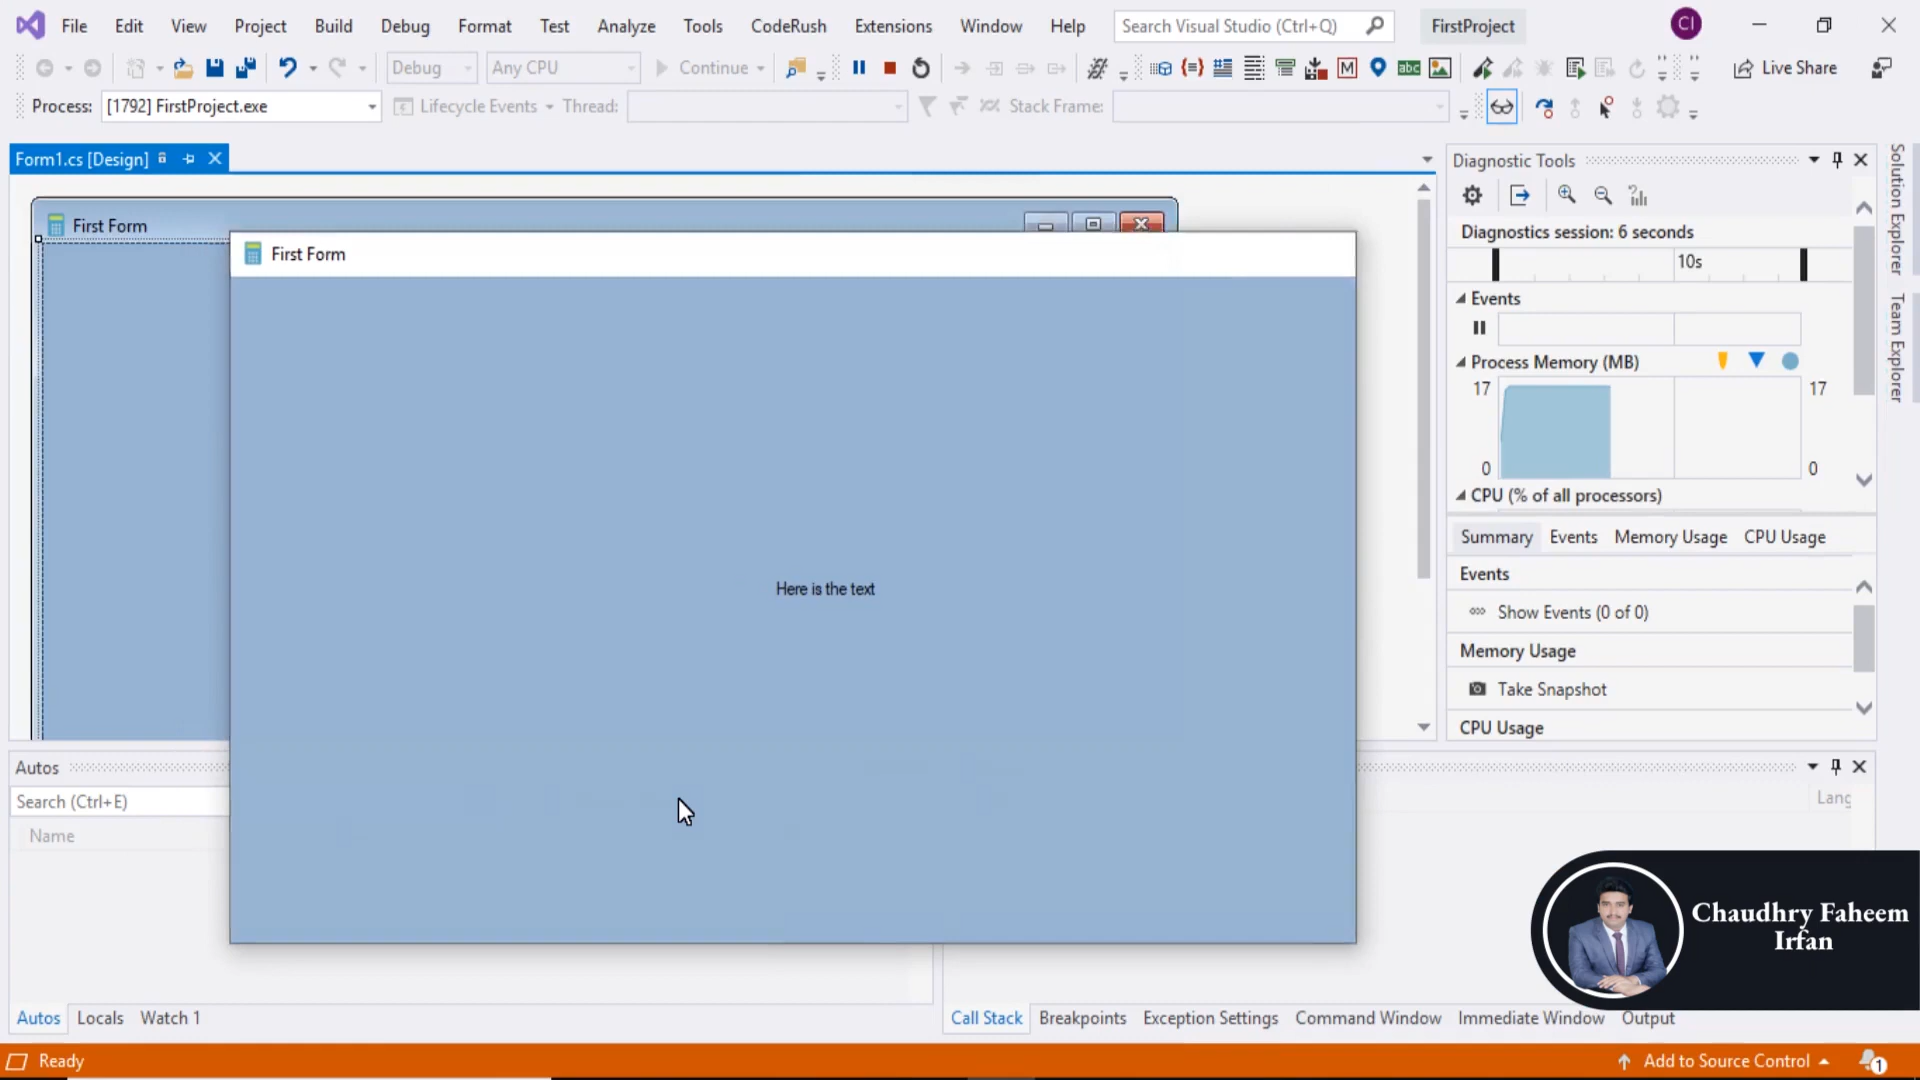 File Edit View Project Build Debug Format Test Analyze Tools CodeRush Extensions Window Help Search Visual Studio (Ctrl+Q) FirstProject CI
Debug Any CPU Continue Live Share
Process: [1792] FirstProject.exe Lifecycle Events Thread: Stack Frame:
Form1.cs [Design]
First Form
First Form
Here is the text
Diagnostic Tools
Diagnostics session: 6 seconds
10s
Events
Process Memory (MB)
17 17
0 0
CPU (% of all processors)
Summary Events Memory Usage CPU Usage
Events
Show Events (0 of 0)
Memory Usage
Take Snapshot
CPU Usage
Solution Explorer
Team Explorer
Autos
Search (Ctrl+E)
Name
Lang
Chaudhry Faheem
Irfan
Autos Locals Watch 1
Call Stack Breakpoints Exception Settings Command Window Immediate Window Output
Ready Add to Source Control 1